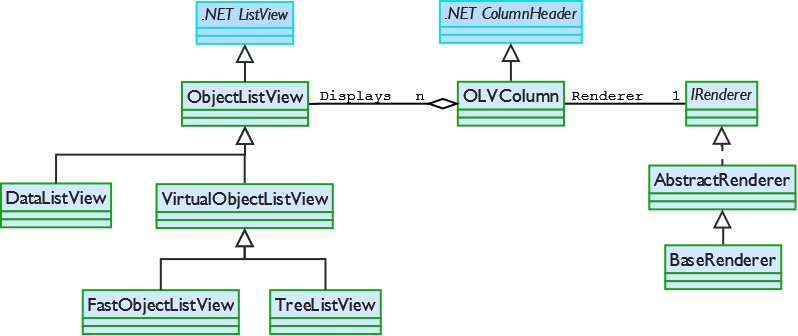 .NET ListView
.NET ColumnHeader
ObjectListView
Displays n
OLVColumn
Renderer 1
IRenderer
DataListView
VirtualObjectListView
AbstractRenderer
BaseRenderer
FastObjectListView
TreeListView